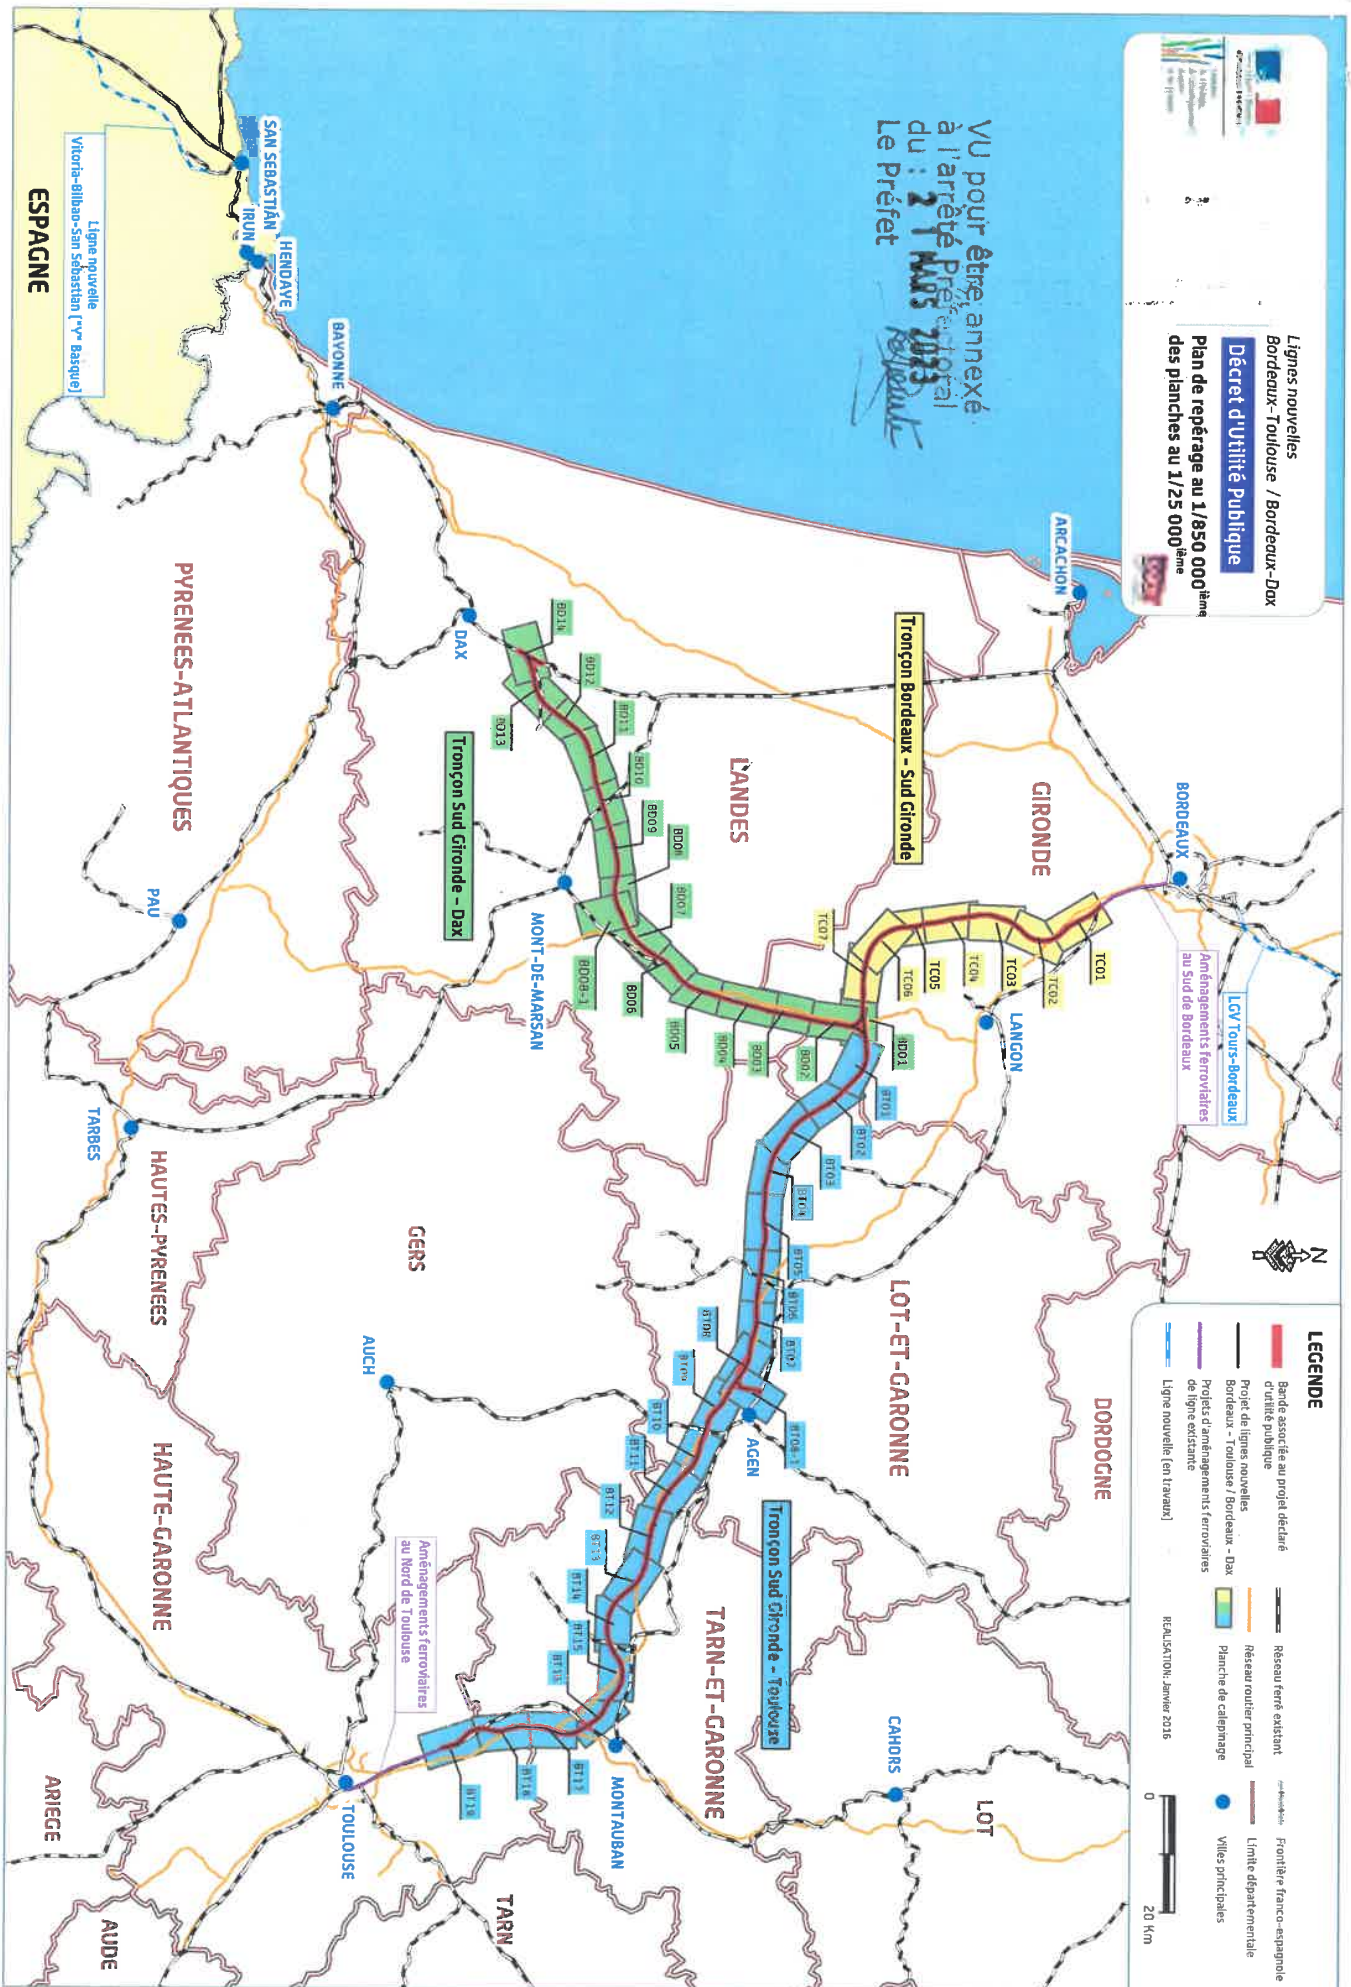 Lignes nouvelles
Bordeaux-Toulouse / Bordeaux-Dax
Décret d'Utilité Publique
Plan de repérage au 1/850 000ième
des planches au 1/25 000ième
VU pour être annexé
à l'arrêté Préfectoral
du : 21 MARS 2023
Le Préfet
LEGENDE
Bande associée au projet déclaré
d'utilité publique
Projet de lignes nouvelles
Bordeaux - Toulouse / Bordeaux - Dax
Projets d'aménagements ferroviaires
de ligne existante
Ligne nouvelle [en travaux]
Réseau ferré existant
Réseau routier principal
Planche de calepinage
REALISATION: Janvier 2016
Frontière franco-espagnole
Limite départementale
Villes principales
0
20 Km
N
ARCACHON
BORDEAUX
LGV Tours-Bordeaux
Aménagements ferroviaires
au Sud de Bordeaux
GIRONDE
Tronçon Bordeaux - Sud Gironde
TC01
TC02
TC03
TC04
TC05
TC06
TC07
LANGON
DORDOGNE
LANDES
BD01
BD02
BD03
BD04
BD05
BD06
BD08-1
BD07
BD08
BD09
BD10
BD11
BD12
BD13
BD14
Tronçon Sud Gironde - Dax
MONT-DE-MARSAN
DAX
LOT-ET-GARONNE
BT01
BT02
BT03
BT04
BT05
BT06
BT07
BT08
BT08-1
BT09
BT10
BT11
BT12
BT13
BT14
BT15
BT17
BT18
BT19
AGEN
Tronçon Sud Gironde - Toulouse
TARN-ET-GARONNE
CAHORS
LOT
MONTAUBAN
Aménagements ferroviaires
au Nord de Toulouse
TOULOUSE
TARN
AUDE
ARIEGE
HAUTE-GARONNE
GERS
AUCH
HAUTES-PYRENEES
TARBES
PAU
PYRENEES-ATLANTIQUES
BAYONNE
HENDAYE
IRUN
SAN SEBASTIÁN
Ligne nouvelle
Vitoria-Bilbao-San Sebastian ["Y" Basque]
ESPAGNE